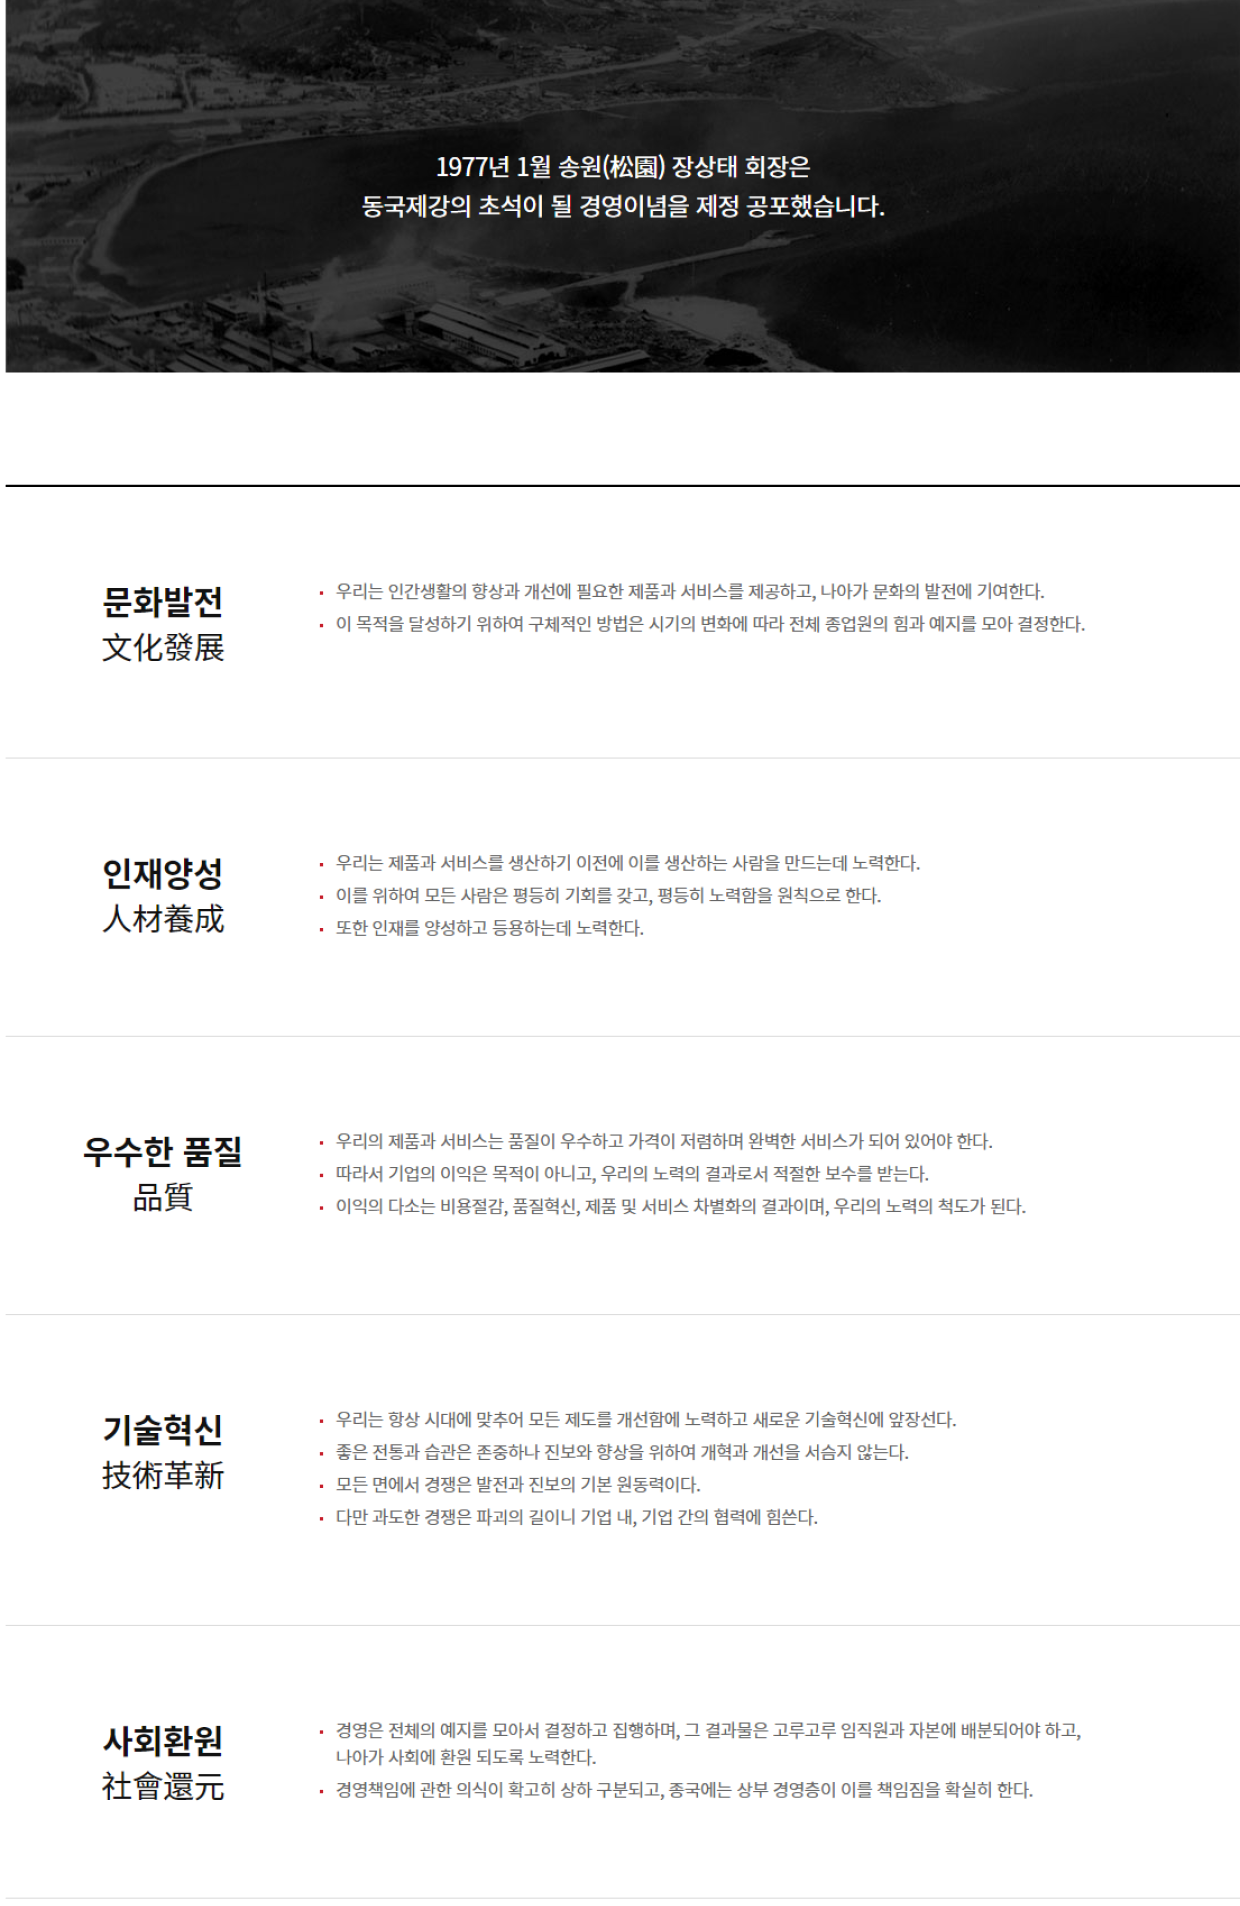 1977년 1월 송원(松園) 장상태 회장은
동국제강의 초석이 될 경영이념을 제정 공포했습니다.
문화발전
文化發展
우리는 인간생활의 향상과 개선에 필요한 제품과 서비스를 제공하고, 나아가 문화의 발전에 기여한다.
이 목적을 달성하기 위하여 구체적인 방법은 시기의 변화에 따라 전체 종업원의 힘과 예지를 모아 결정한다.
인재양성
人材養成
우리는 제품과 서비스를 생산하기 이전에 이를 생산하는 사람을 만드는데 노력한다.
이를 위하여 모든 사람은 평등히 기회를 갖고, 평등히 노력함을 원칙으로 한다.
또한 인재를 양성하고 등용하는데 노력한다.
우수한 품질
品質
우리의 제품과 서비스는 품질이 우수하고 가격이 저렴하며 완벽한 서비스가 되어 있어야 한다.
따라서 기업의 이익은 목적이 아니고, 우리의 노력의 결과로서 적절한 보수를 받는다.
이익의 다소는 비용절감, 품질혁신, 제품 및 서비스 차별화의 결과이며, 우리의 노력의 척도가 된다.
기술혁신
技術革新
우리는 항상 시대에 맞추어 모든 제도를 개선함에 노력하고 새로운 기술혁신에 앞장선다.
좋은 전통과 습관은 존중하나 진보와 향상을 위하여 개혁과 개선을 서슴지 않는다.
모든 면에서 경쟁은 발전과 진보의 기본 원동력이다.
다만 과도한 경쟁은 파괴의 길이니 기업 내, 기업 간의 협력에 힘쓴다.
사회환원
社會還元
경영은 전체의 예지를 모아서 결정하고 집행하며, 그 결과물은 고루고루 임직원과 자본에 배분되어야 하고,
나아가 사회에 환원 되도록 노력한다.
경영책임에 관한 의식이 확고히 상하 구분되고, 종국에는 상부 경영층이 이를 책임짐을 확실히 한다.